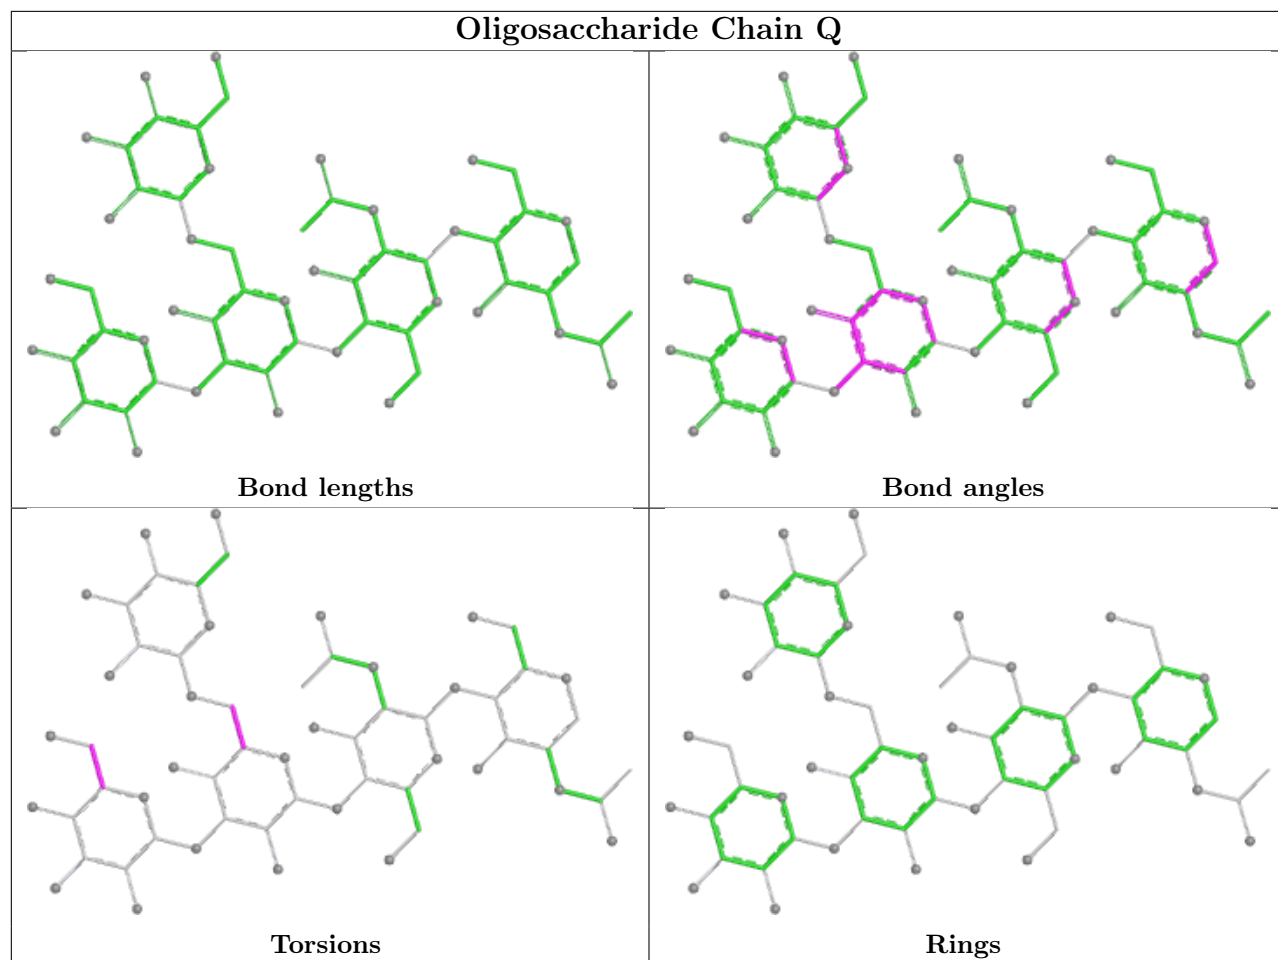 Oligosaccharide Chain Q
Bond lengths
Bond angles
Torsions
Rings